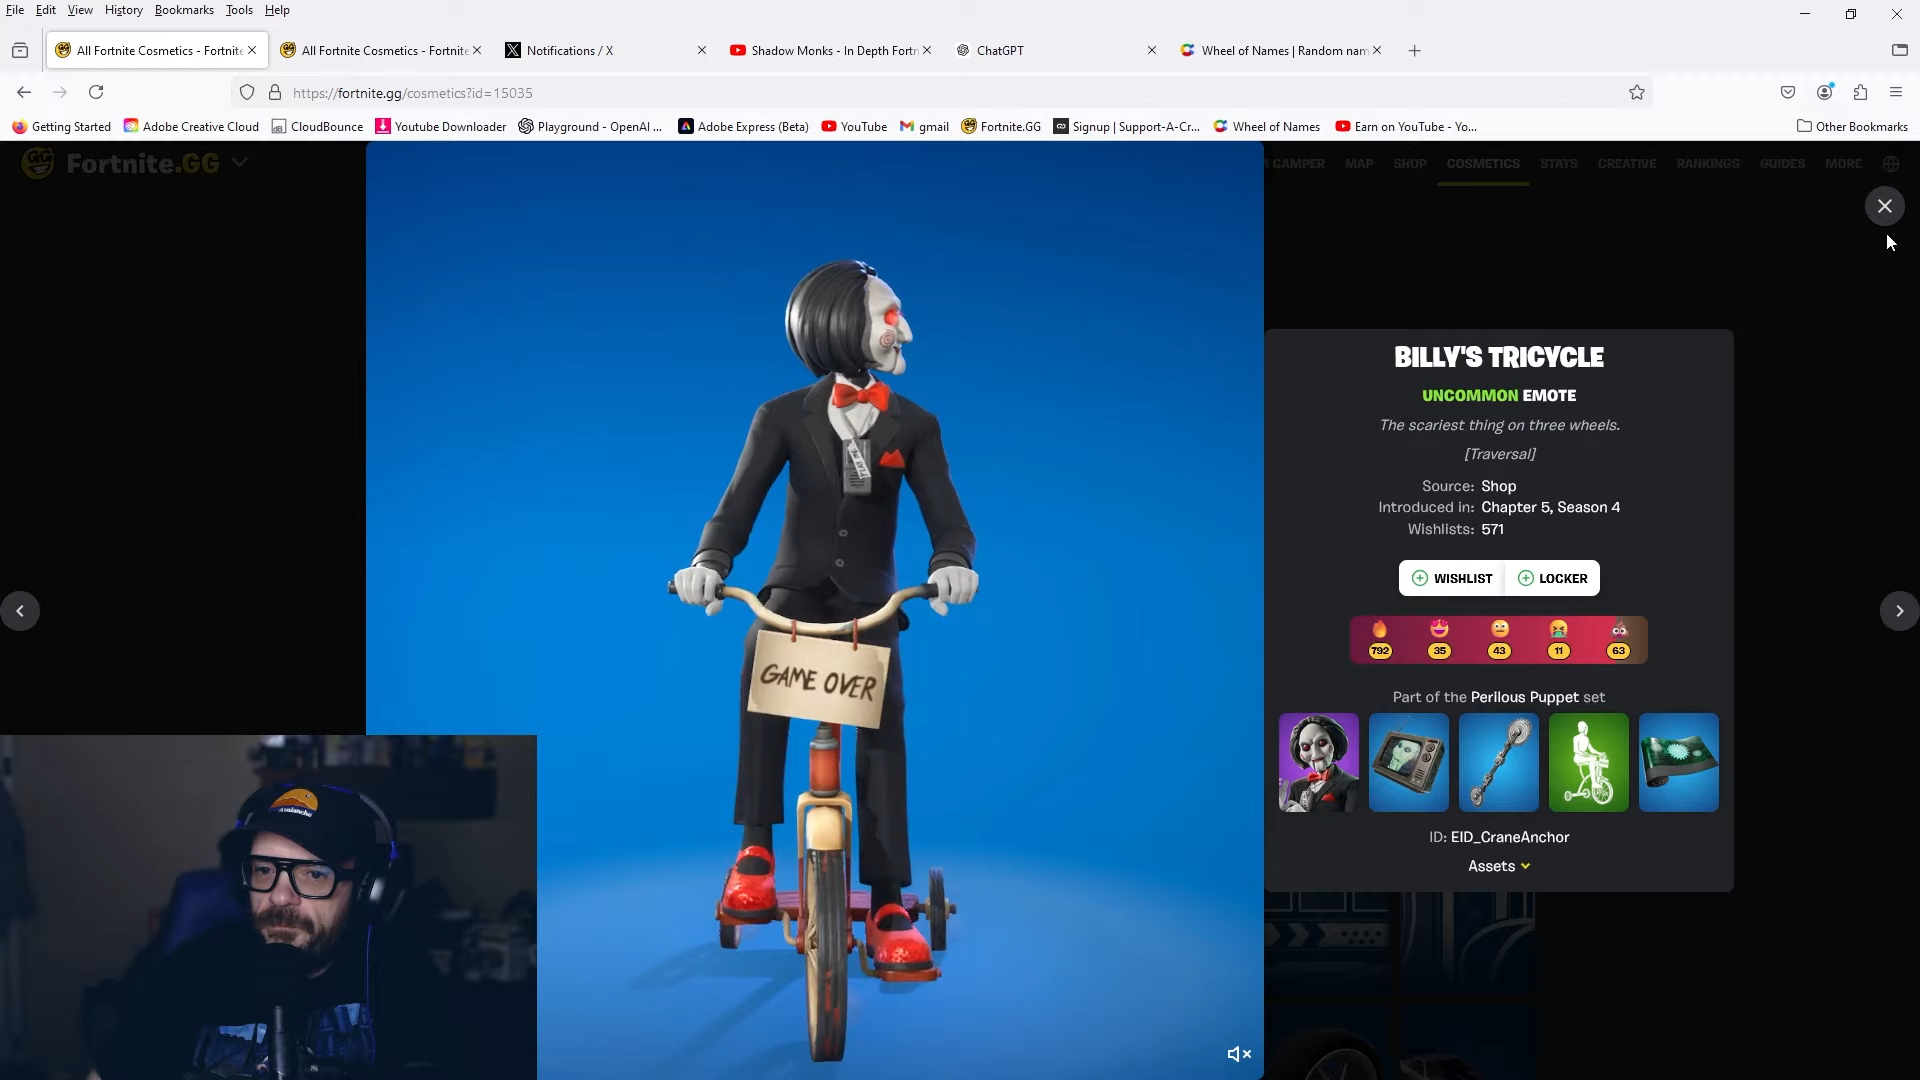 File Edit View History Bookmarks Tools Help
All Fortnite Cosmetics - Fortnite
All Fortnite Cosmetics - Fortnite
Notifications / X
Shadow Monks - In Depth Fortn
ChatGPT
Wheel of Names | Random nam
https://fortnite.gg/cosmetics?id=15035
Getting Started Adobe Creative Cloud CloudBounce Youtube Downloader Playground - OpenAI ... Adobe Express (Beta) YouTube gmail Fortnite.GG Signup | Support-A-Cr... Wheel of Names Earn on YouTube - Yo... Other Bookmarks
Fortnite.GG
CAMPER MAP SHOP COSMETICS STATS CREATIVE RANKINGS GUIDES MORE
BILLY'S TRICYCLE
UNCOMMON EMOTE
The scariest thing on three wheels.
[Traversal]
Source: Shop
Introduced in: Chapter 5, Season 4
Wishlists: 571
WISHLIST LOCKER
792 35 43 11 63
Part of the Perilous Puppet set
ID: EID_CraneAnchor
Assets
GAME OVER
Avalanche